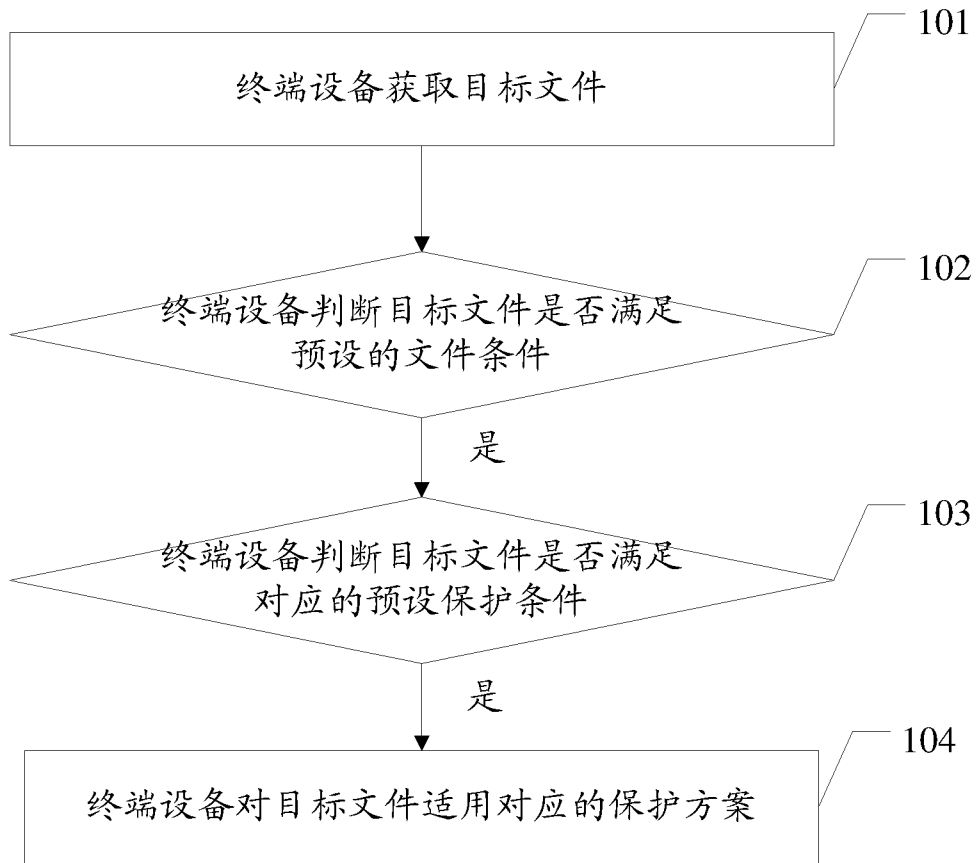 101
终端设备获取目标文件
102
终端设备判断目标文件是否满足
预设的文件条件
是
103
终端设备判断目标文件是否满足
对应的预设保护条件
是
104
终端设备对目标文件适用对应的保护方案